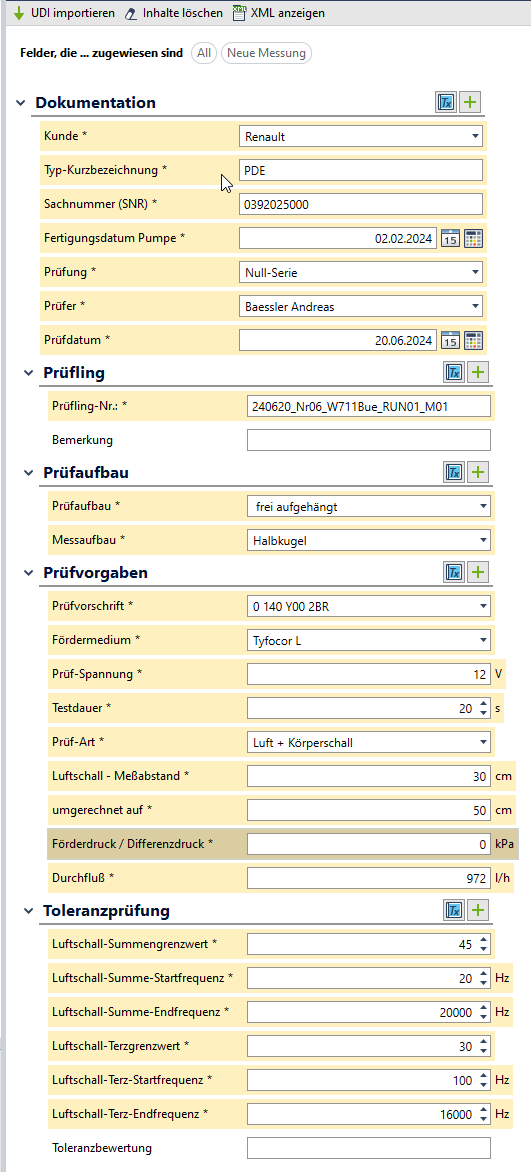 UDI importieren Inhalte löschen XML anzeigen
Felder, die ... zugewiesen sind All Neue Messung
Dokumentation
Kunde * Renault
Typ-Kurzbezeichnung * PDE
Sachnummer (SNR) * 0392025000
Fertigungsdatum Pumpe * 02.02.2024 15
Prüfung * Null-Serie
Prüfer * Baessler Andreas
Prüfdatum * 20.06.2024 15
Prüfling
Prüfling-Nr.: * 240620_Nr06_W711Bue_RUN01_M01
Bemerkung
Prüfaufbau
Prüfaufbau * frei aufgehängt
Messaufbau * Halbkugel
Prüfvorgaben
Prüfvorschrift * 0 140 Y00 2BR
Fördermedium * Tyfocor L
Prüf-Spannung * 12 V
Testdauer * 20 s
Prüf-Art * Luft + Körperschall
Luftschall - Meßabstand * 30 cm
umgerechnet auf * 50 cm
Förderdruck / Differenzdruck * 0 kPa
Durchfluß * 972 l/h
Toleranzprüfung
Luftschall-Summengrenzwert * 45
Luftschall-Summe-Startfrequenz * 20 Hz
Luftschall-Summe-Endfrequenz * 20000 Hz
Luftschall-Terzgrenzwert * 30
Luftschall-Terz-Startfrequenz * 100 Hz
Luftschall-Terz-Endfrequenz * 16000 Hz
Toleranzbewertung